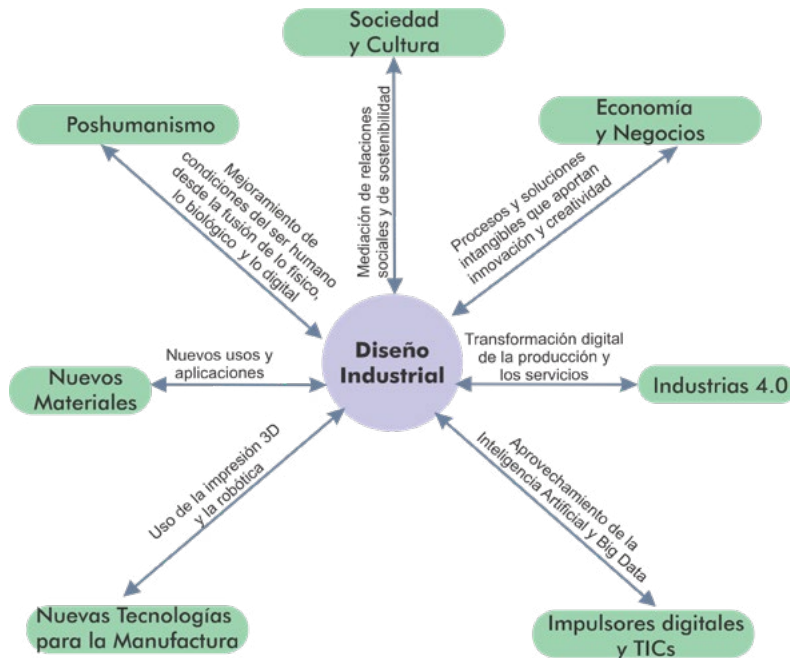 Sociedad
y Cultura
Poshumanismo
Economía
y Negocios
Mejoramiento de
condiciones del ser humano
desde la fusión de lo físico,
lo biológico y lo digital
Mediación de relaciones
sociales y de sostenibilidad
Procesos y soluciones
intangibles que aportan
innovación y creatividad
Diseño
Industrial
Nuevos usos y
aplicaciones
Nuevos
Materiales
Transformación digital
de la producción y
los servicios
Industrias 4.0
Uso de la impresión 3D
y la robótica
Aprovechamiento de la
Inteligencia Artificial y Big Data
Nuevas Tecnologías
para la Manufactura
Impulsores digitales
y TICs